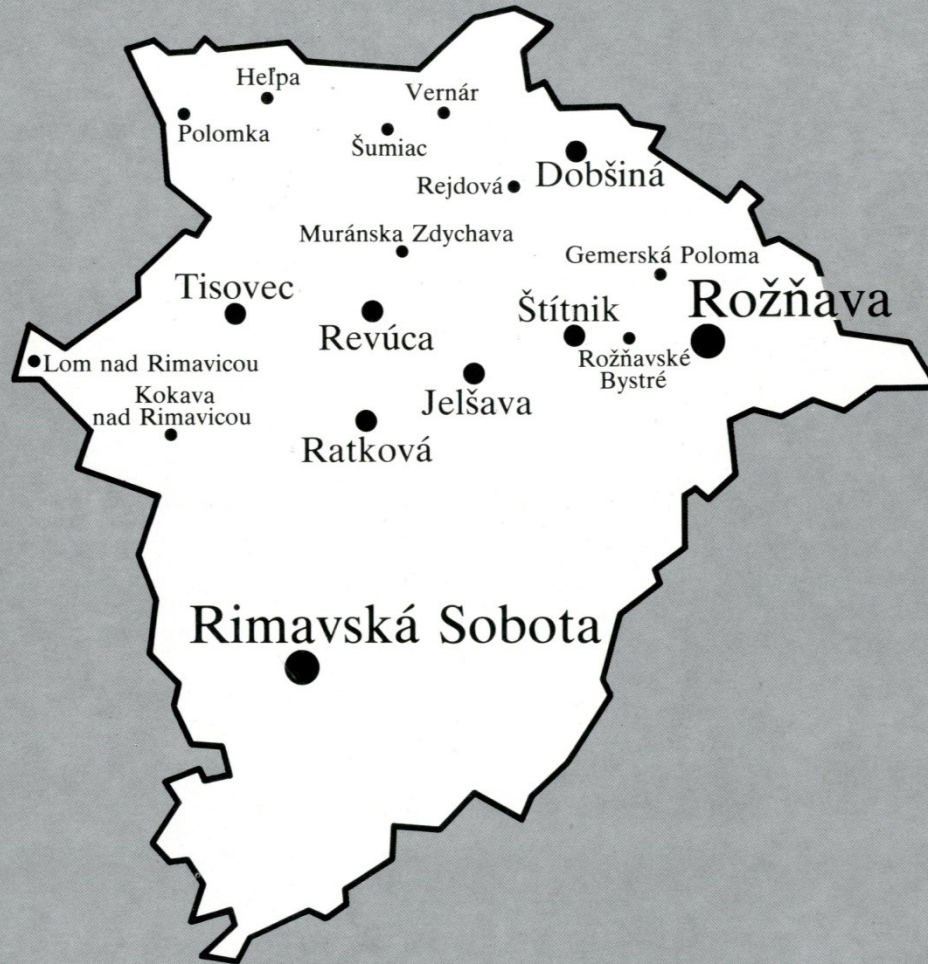 Heľpa
Vernár
Polomka
Šumiac
Dobšiná
Rejdová
Muránska Zdychava
Gemerská Poloma
Tisovec
Rožňava
Štítnik
Revúca
Rožňavské
Bystré
Lom nad Rimavicou
Jelšava
Kokava
nad Rimavicou
Ratková
Rimavská Sobota